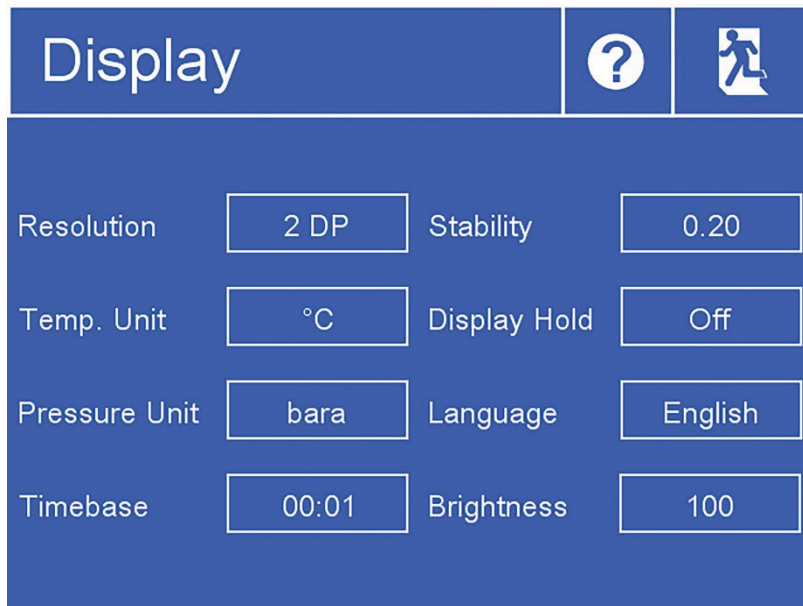 Display ?
Resolution 2 DP Stability 0.20
Temp. Unit °C Display Hold Off
Pressure Unit bara Language English
Timebase 00:01 Brightness 100